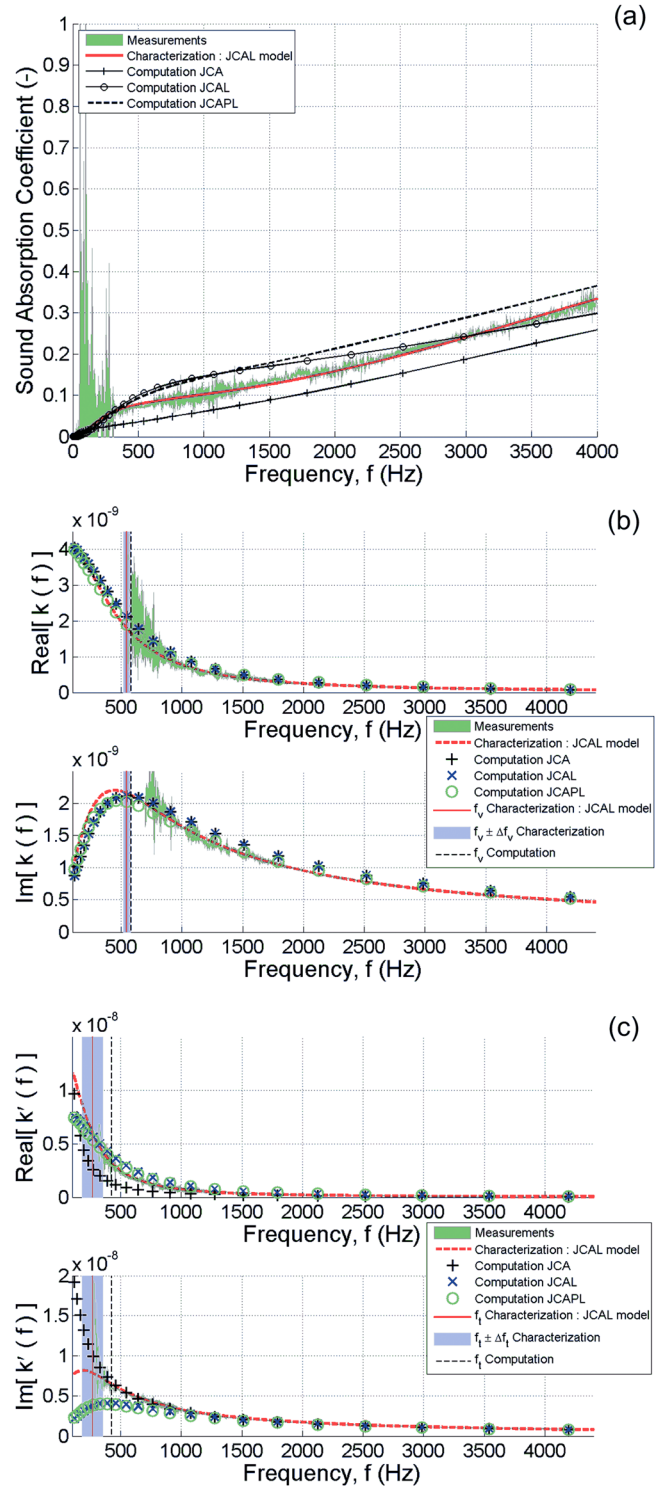 (a)
Measurements
Characterization : JCAL model
Computation JCA
Computation JCAL
Computation JCAPL
Sound Absorption Coefficient (-)
1
0.9
0.8
0.7
0.6
0.5
0.4
0.3
0.2
0.1
0
0 500 1000 1500 2000 2500 3000 3500 4000
Frequency, f (Hz)
(b)
x 10^-9
Real[ k ( f ) ]
4
3
2
1
0
500 1000 1500 2000 2500 3000 3500 4000
Frequency, f (Hz)
Measurements
Characterization : JCAL model
Computation JCA
Computation JCAL
Computation JCAPL
f_v Characterization : JCAL model
f_v ± Δf_v Characterization
f_v Computation
x 10^-9
Im[ k ( f ) ]
2
1.5
1
0.5
0
500 1000 1500 2000 2500 3000 3500 4000
Frequency, f (Hz)
(c)
x 10^-8
Real[ k' ( f ) ]
1
0.5
0
500 1000 1500 2000 2500 3000 3500 4000
Frequency, f (Hz)
Measurements
Characterization : JCAL model
Computation JCA
Computation JCAL
Computation JCAPL
f_t Characterization : JCAL model
f_t ± Δf_t Characterization
f_t Computation
x 10^-8
Im[ k' ( f ) ]
2
1.5
1
0.5
0
500 1000 1500 2000 2500 3000 3500 4000
Frequency, f (Hz)